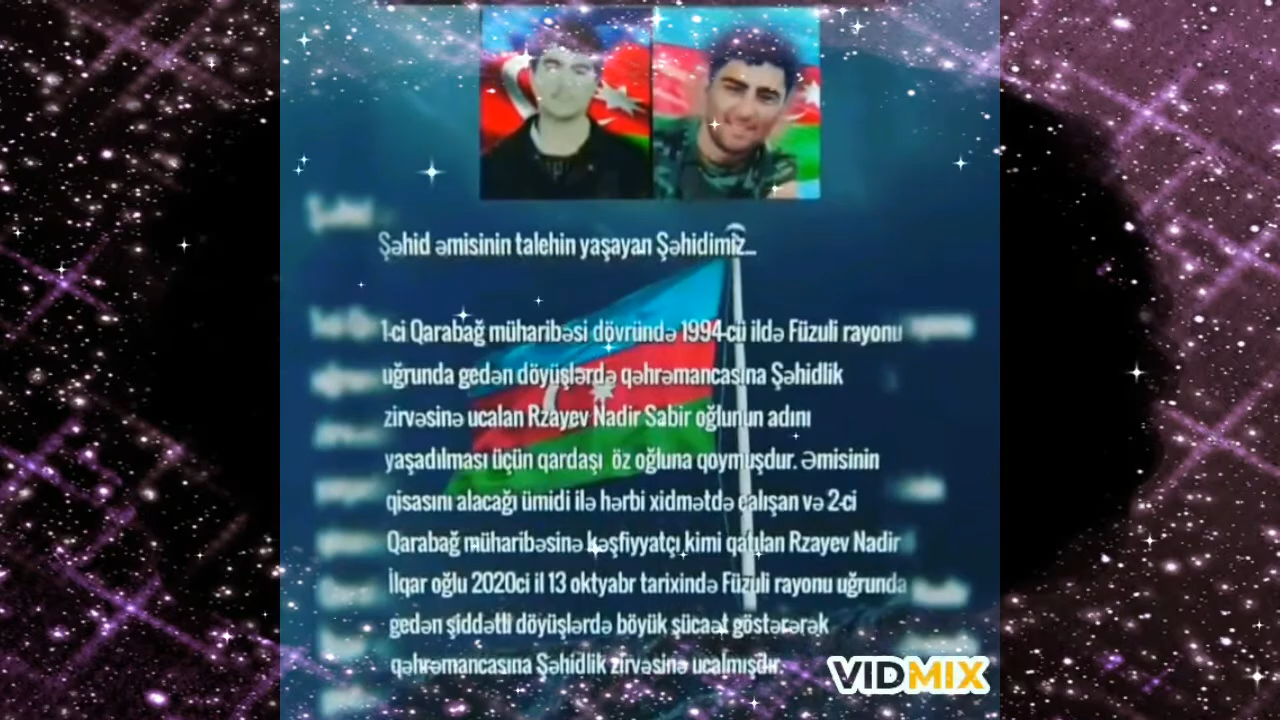 Şəhid əmisinin talehin yaşayan Şəhidimiz...
1-ci Qarabağ müharibəsi dövründə 1994-cü ildə Füzuli rayonu
uğrunda gedən döyüşlərdə qəhrəmancasına Şəhidlik
zirvəsinə ucalan Rzayev Nadir Sabir oğlunun adını
yaşadılması üçün qardaşı öz oğluna qoymuşdur. Əmisinin
qisasını alacağı ümidi ilə hərbi xidmətdə çalışan və 2-ci
Qarabağ müharibəsinə kəşfiyyatçı kimi qatılan Rzayev Nadir
İlqar oğlu 2020ci il 13 oktyabr tarixində Füzuli rayonu uğrunda
gedən şiddətli döyüşlərdə böyük şücaət göstərərək
qəhrəmancasına Şəhidlik zirvəsinə ucalmışdır.
VIDMIX